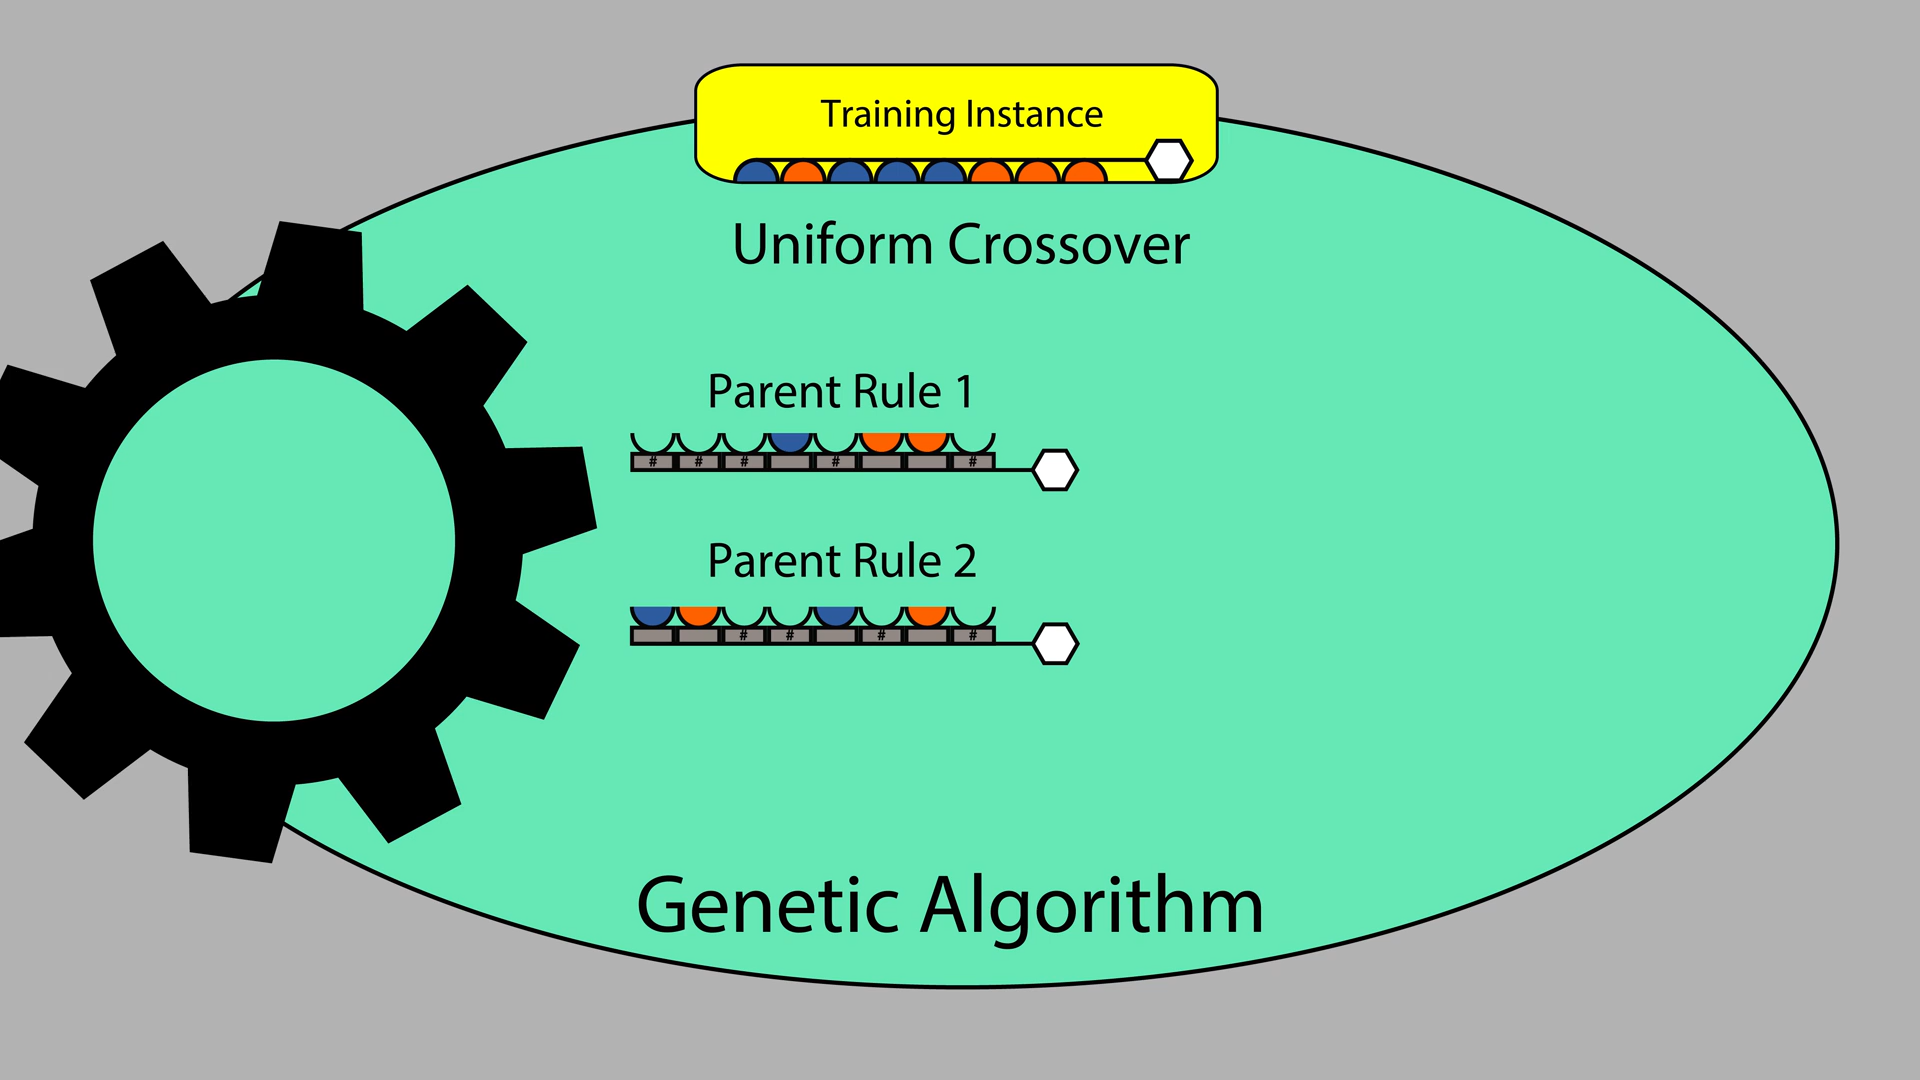 Training Instance
Uniform Crossover
Parent Rule 1
# # # # #
Parent Rule 2
# # # #
Genetic Algorithm